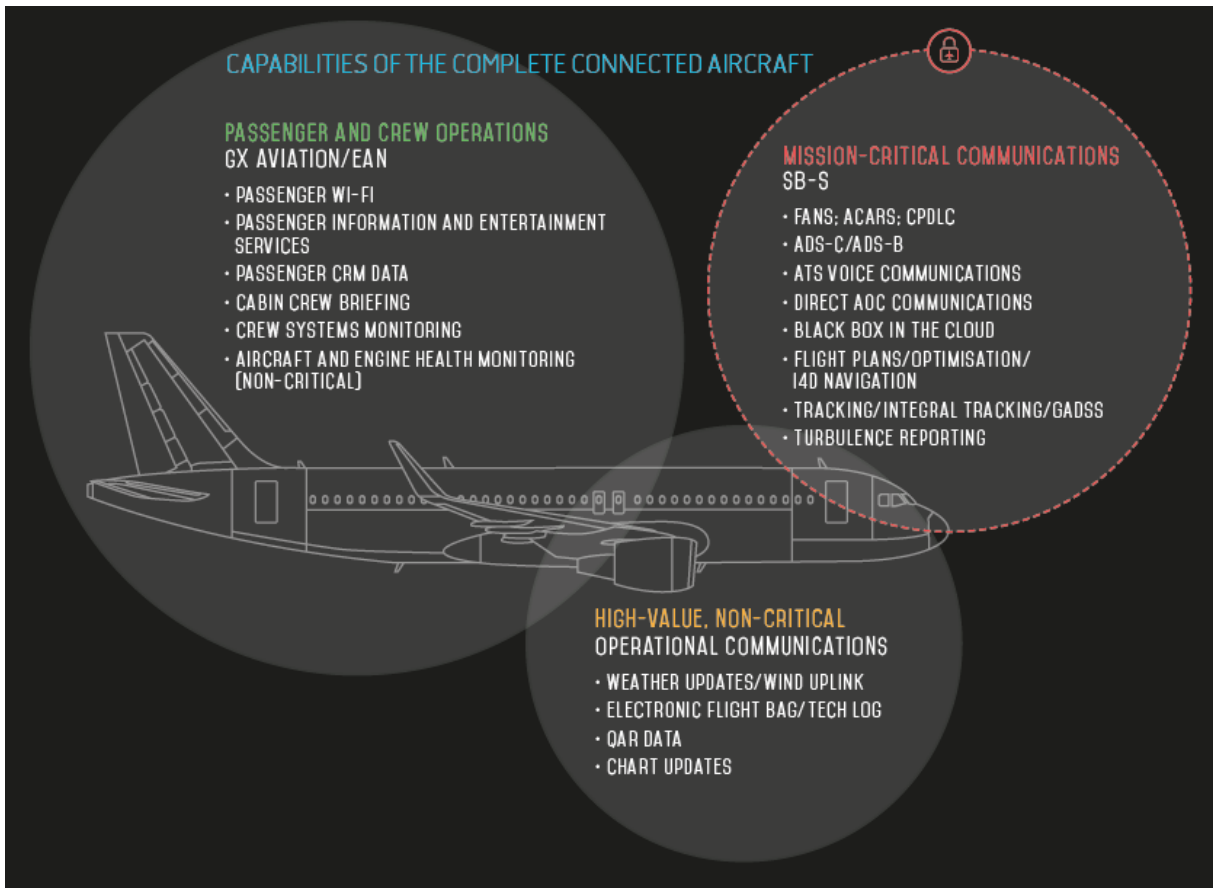 CAPABILITIES OF THE COMPLETE CONNECTED AIRCRAFT
PASSENGER AND CREW OPERATIONS
GX AVIATION/EAN
• PASSENGER WI-FI
• PASSENGER INFORMATION AND ENTERTAINMENT
SERVICES
• PASSENGER CRM DATA
• CABIN CREW BRIEFING
• CREW SYSTEMS MONITORING
• AIRCRAFT AND ENGINE HEALTH MONITORING
(NON-CRITICAL)
MISSION-CRITICAL COMMUNICATIONS
SB-S
• FANS; ACARS; CPDLC
• ADS-C/ADS-B
• ATS VOICE COMMUNICATIONS
• DIRECT AOC COMMUNICATIONS
• BLACK BOX IN THE CLOUD
• FLIGHT PLANS/OPTIMISATION/
I4D NAVIGATION
• TRACKING/INTEGRAL TRACKING/GADSS
• TURBULENCE REPORTING
HIGH-VALUE, NON-CRITICAL
OPERATIONAL COMMUNICATIONS
• WEATHER UPDATES/WIND UPLINK
• ELECTRONIC FLIGHT BAG/TECH LOG
• QAR DATA
• CHART UPDATES